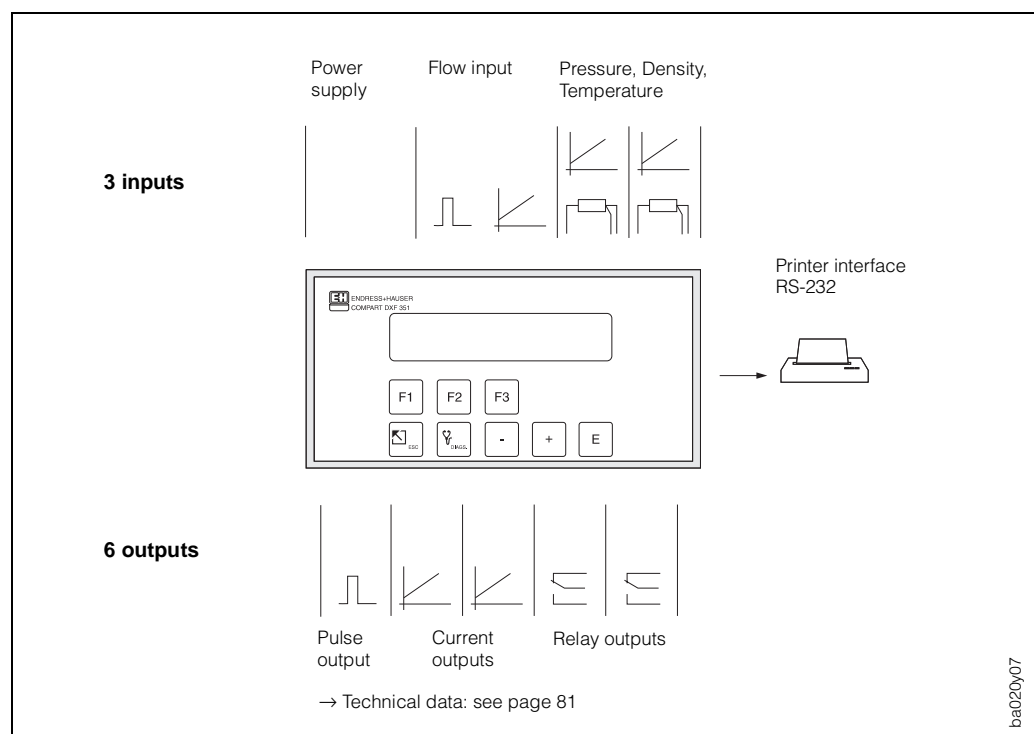 Power
supply
Flow input
Pressure, Density,
Temperature
3 inputs
Printer interface
RS-232
EH ENDRESS+HAUSER
COMPART DXF 351
F1 F2 F3
ESC DIAGS. - + E
6 outputs
Pulse
output
Current
outputs
Relay outputs
→ Technical data: see page 81
ba020y07